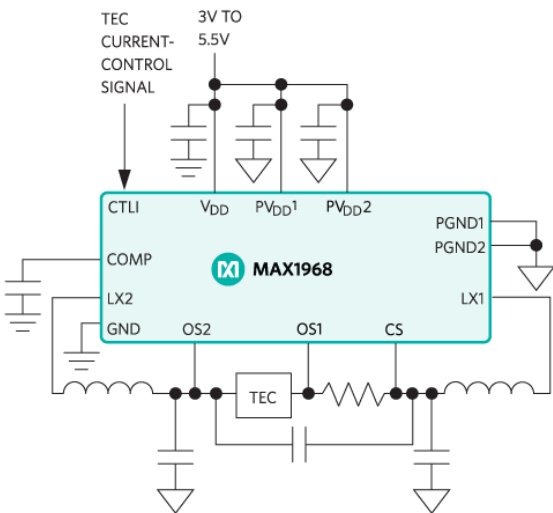 TEC
CURRENT-
CONTROL
SIGNAL
3V TO
5.5V
CTLI
VDD
PVDD1
PVDD2
PGND1
PGND2
COMP
MAX1968
LX2
LX1
GND
OS2
OS1
CS
TEC